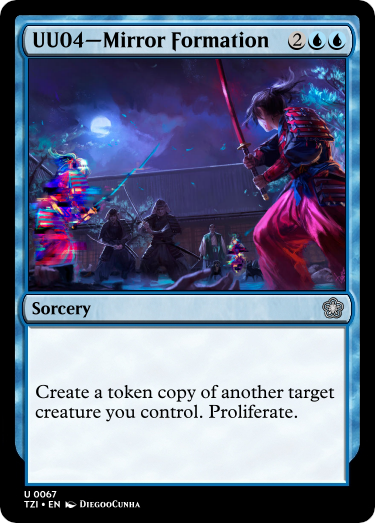 UU04—Mirror Formation 2
Sorcery
Create a token copy of another target
creature you control. Proliferate.
U 0067
TZI • EN DiegooCunha